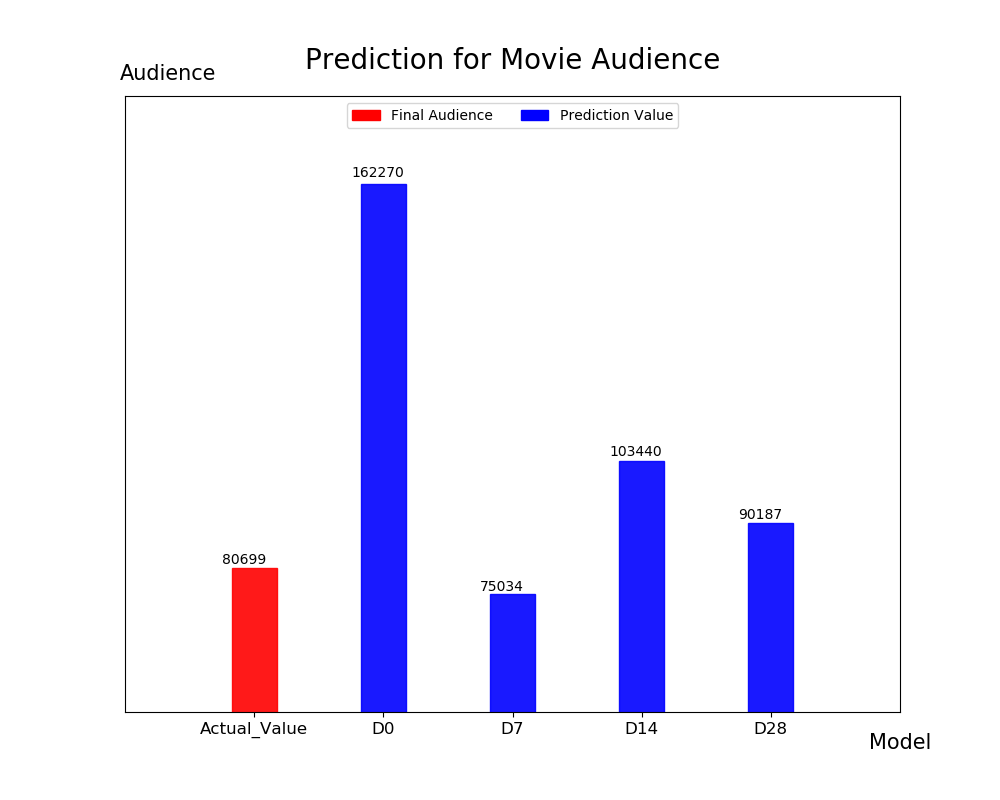 Prediction for Movie Audience
Audience
Final Audience
Prediction Value
162270
103440
90187
80699
75034
Actual_Value
D0
D7
D14
D28
Model